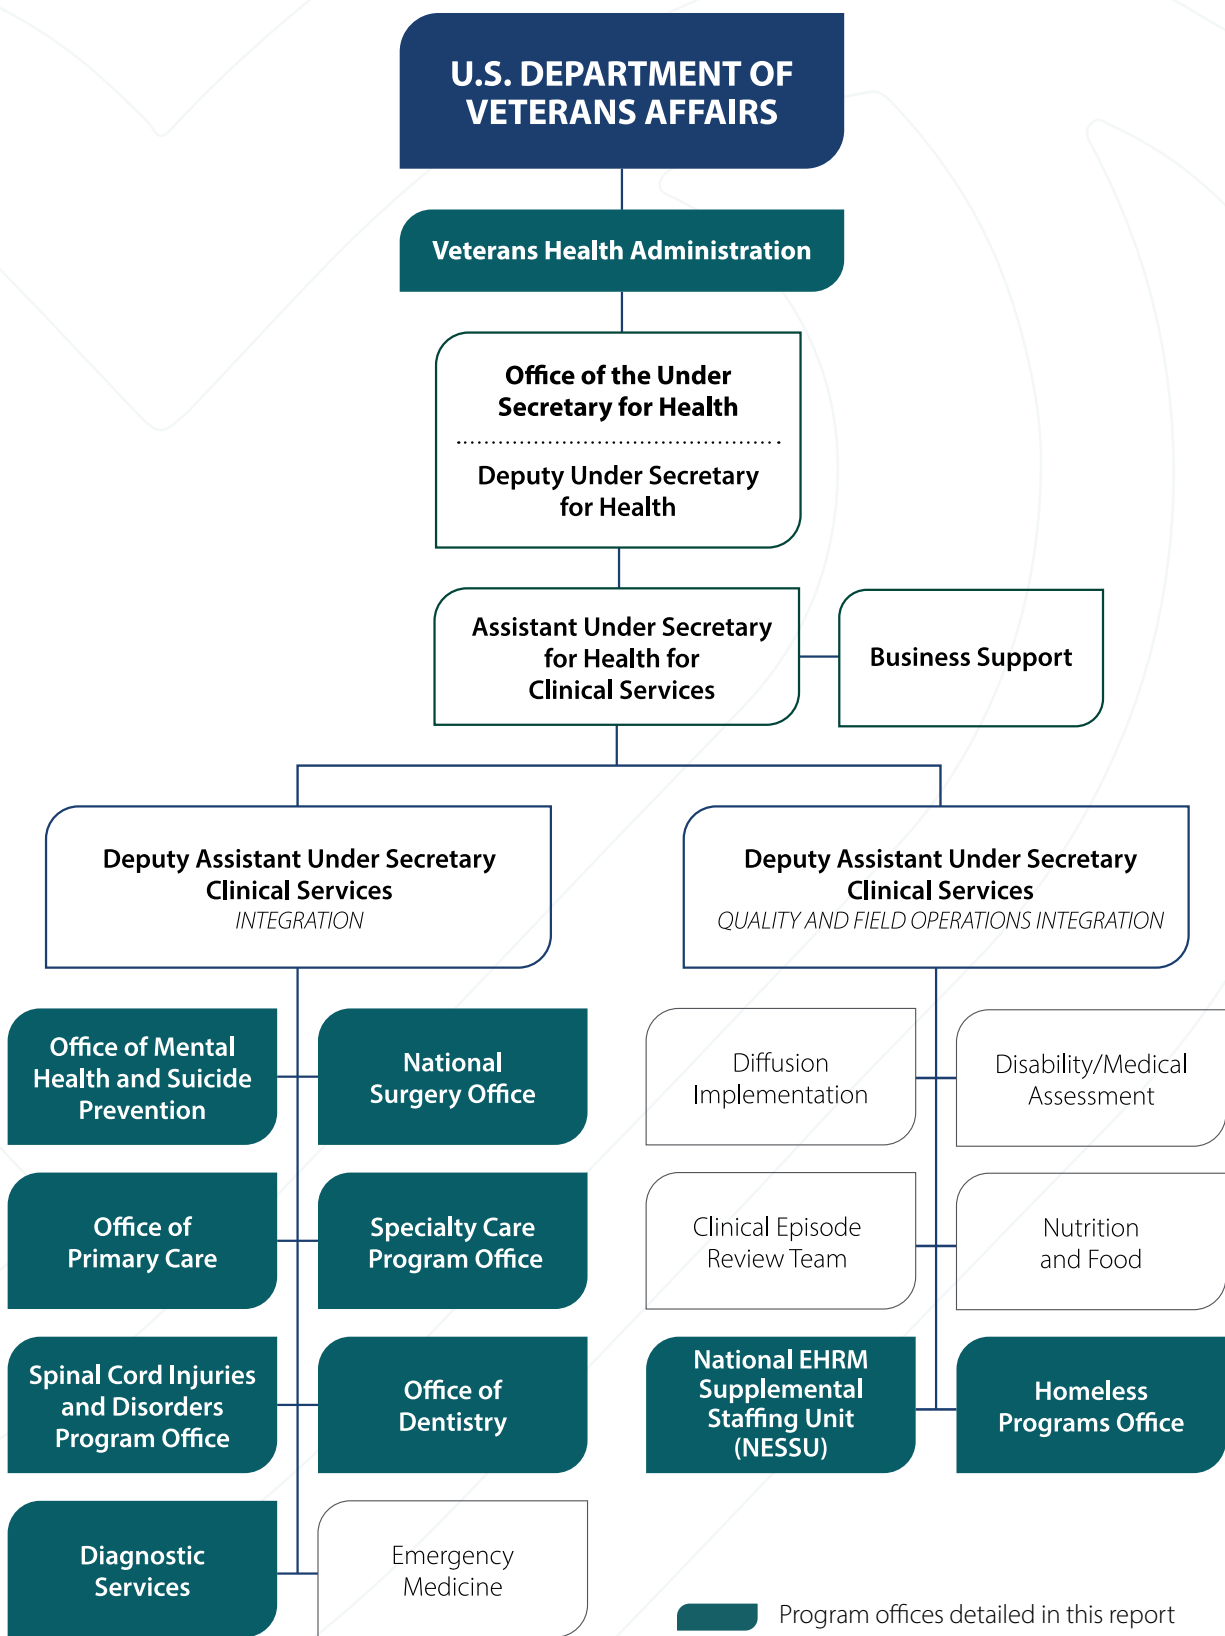 U.S. DEPARTMENT OF
VETERANS AFFAIRS
Veterans Health Administration
Office of the Under
Secretary for Health
Deputy Under Secretary
for Health
Assistant Under Secretary
for Health for
Clinical Services
Business Support
Deputy Assistant Under Secretary
Clinical Services
INTEGRATION
Deputy Assistant Under Secretary
Clinical Services
QUALITY AND FIELD OPERATIONS INTEGRATION
Office of Mental
Health and Suicide
Prevention
National
Surgery Office
Diffusion
Implementation
Disability/Medical
Assessment
Office of
Primary Care
Specialty Care
Program Office
Clinical Episode
Review Team
Nutrition
and Food
Spinal Cord Injuries
and Disorders
Program Office
Office of
Dentistry
National EHRM
Supplemental
Staffing Unit
(NESSU)
Homeless
Programs Office
Diagnostic
Services
Emergency
Medicine
Program offices detailed in this report